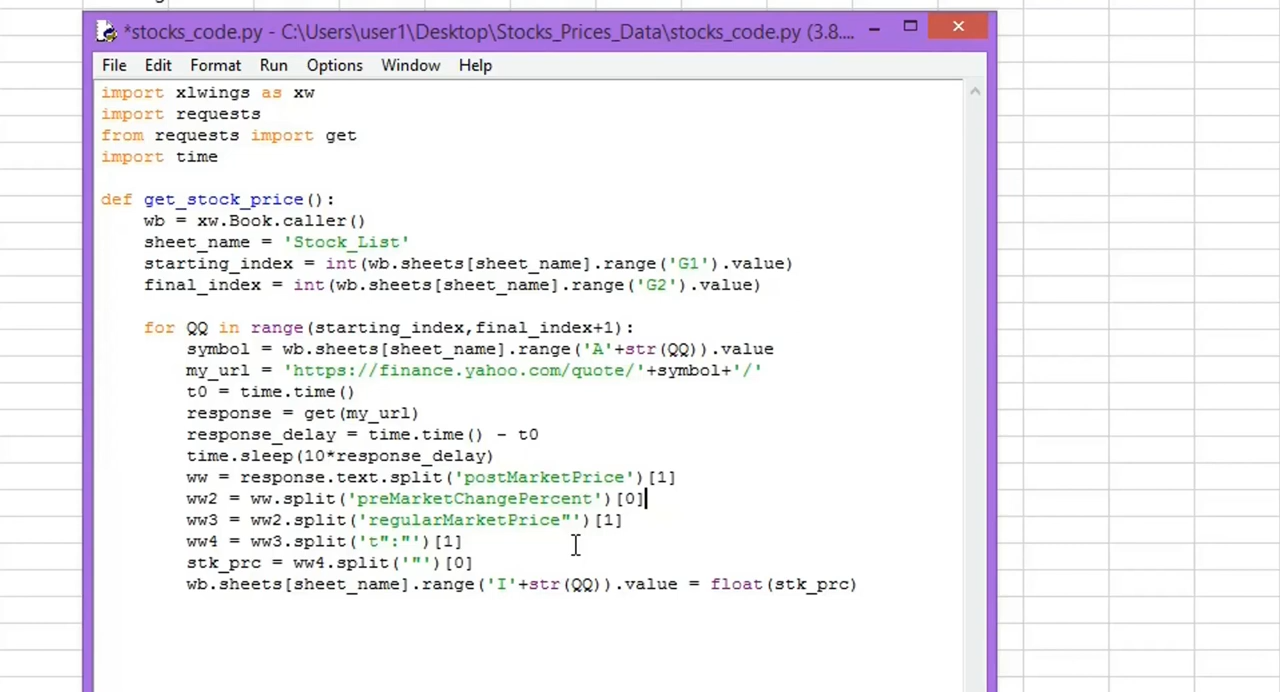 *stocks_code.py - C:\Users\user1\Desktop\Stocks_Prices_Data\stocks_code.py (3.8....
File Edit Format Run Options Window Help
import xlwings as xw
import requests
from requests import get
import time
def get_stock_price():
    wb = xw.Book.caller()
    sheet_name = 'Stock_List'
    starting_index = int(wb.sheets[sheet_name].range('G1').value)
    final_index = int(wb.sheets[sheet_name].range('G2').value)
    for QQ in range(starting_index,final_index+1):
        symbol = wb.sheets[sheet_name].range('A'+str(QQ)).value
        my_url = 'https://finance.yahoo.com/quote/'+symbol+'/'
        t0 = time.time()
        response = get(my_url)
        response_delay = time.time() - t0
        time.sleep(10*response_delay)
        ww = response.text.split('postMarketPrice')[1]
        ww2 = ww.split('preMarketChangePercent')[0]
        ww3 = ww2.split('regularMarketPrice"')[1]
        ww4 = ww3.split('t":"')[1]
        stk_prc = ww4.split('"')[0]
        wb.sheets[sheet_name].range('I'+str(QQ)).value = float(stk_prc)